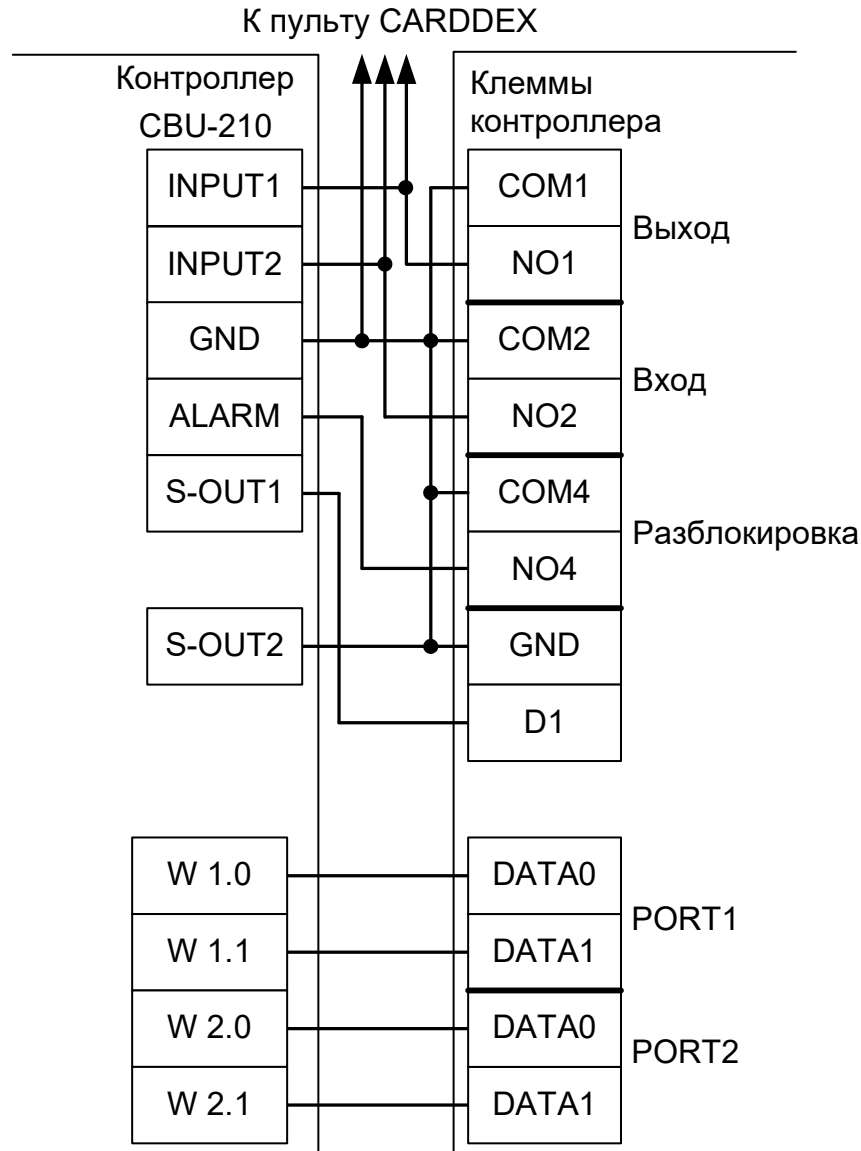 К пульту CARDDEX
Контроллер
CBU-210
Клеммы
контроллера
INPUT1
COM1
Выход
INPUT2
NO1
GND
COM2
Вход
ALARM
NO2
S-OUT1
COM4
Разблокировка
NO4
S-OUT2
GND
D1
W 1.0
DATA0
PORT1
W 1.1
DATA1
W 2.0
DATA0
PORT2
W 2.1
DATA1